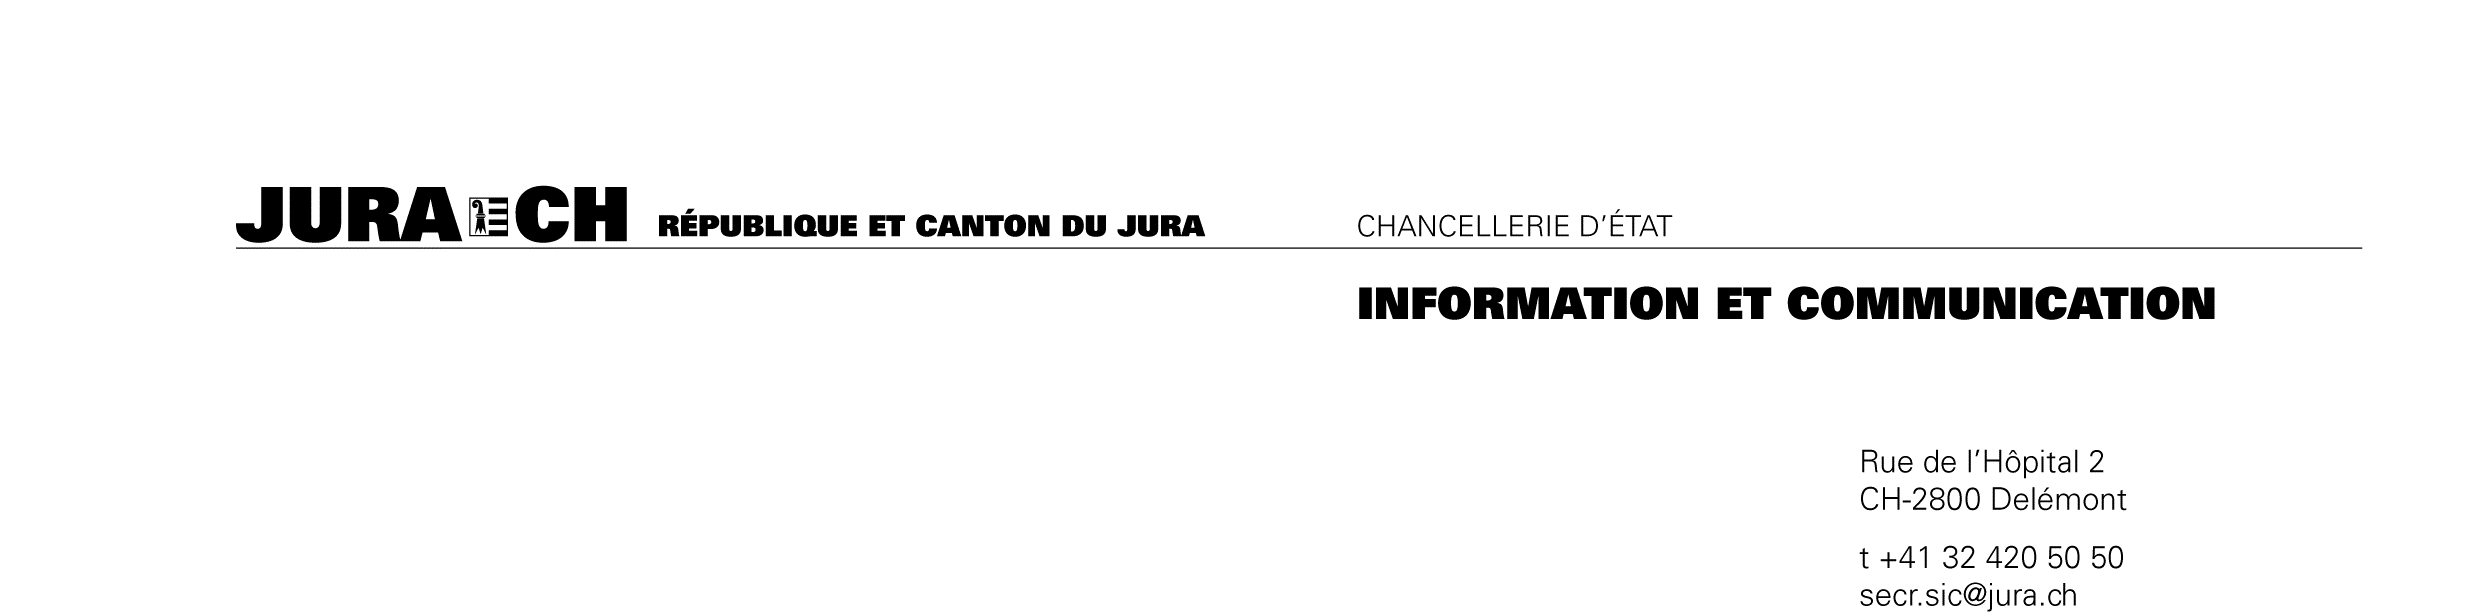 JURA CH RÉPUBLIQUE ET CANTON DU JURA CHANCELLERIE D’ÉTAT
INFORMATION ET COMMUNICATION
Rue de l’Hôpital 2
CH-2800 Delémont
t +41 32 420 50 50
secr.sic@jura.ch